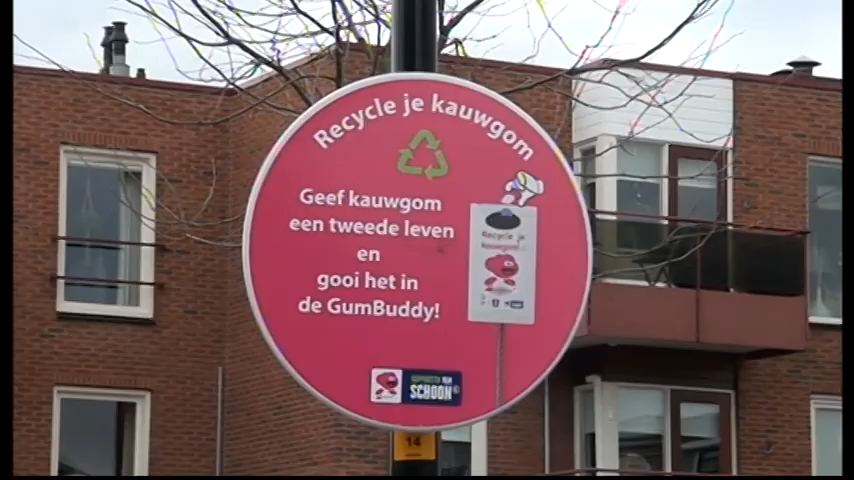 Recycle je kauwgom
Geef kauwgom
een tweede leven
en
gooi het in
de GumBuddy!
Recycle je
kauwgom
SCHOON
14